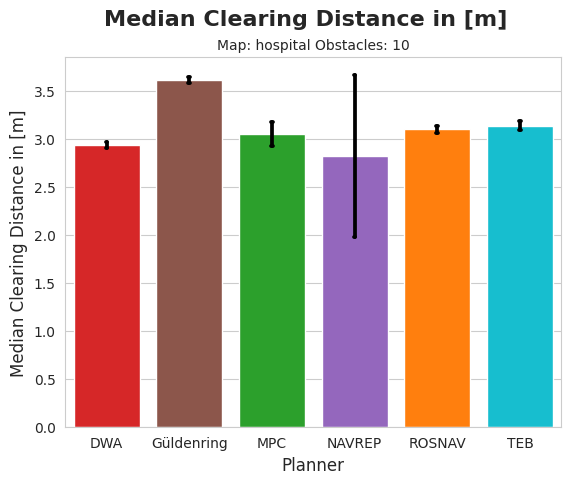 Median Clearing Distance in [m]
Map: hospital Obstacles: 10
Median Clearing Distance in [m]
3.5
3.0
2.5
2.0
1.5
1.0
0.5
0.0
DWA Güldenring MPC NAVREP ROSNAV TEB
Planner